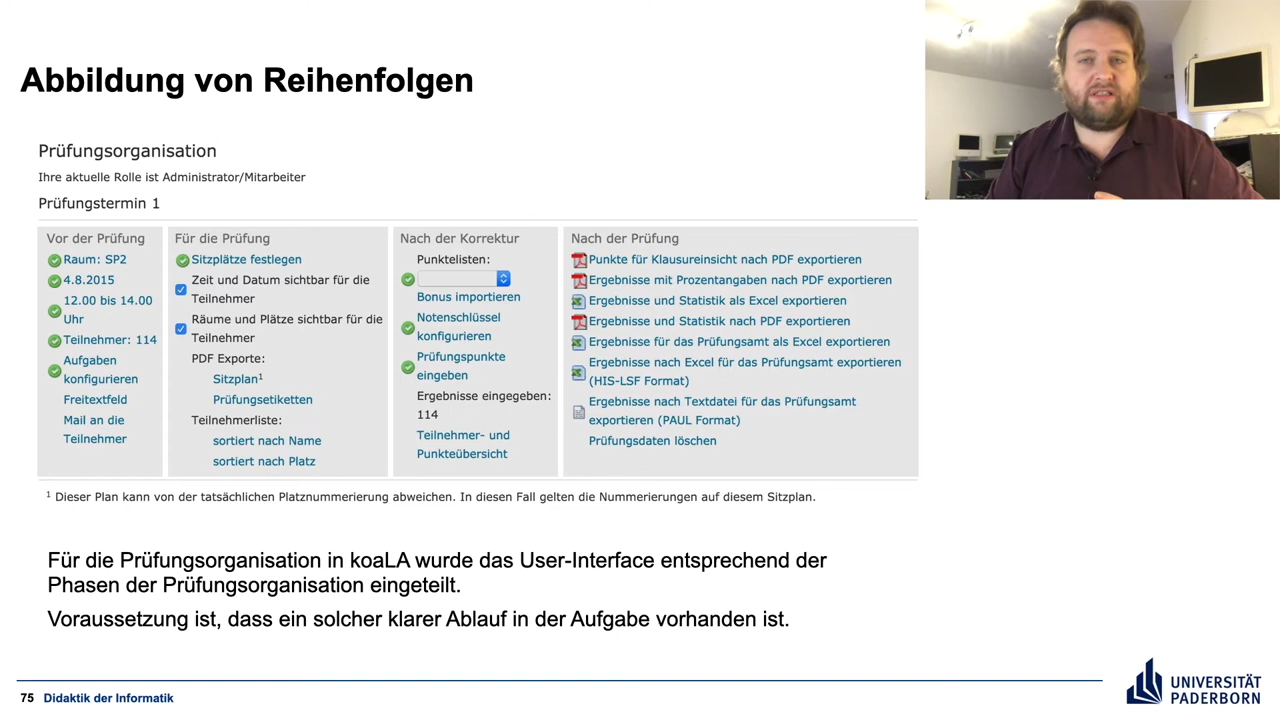 Abbildung von Reihenfolgen
Prüfungsorganisation
Ihre aktuelle Rolle ist Administrator/Mitarbeiter
Prüfungstermin 1
Vor der Prüfung
Raum: SP2
4.8.2015
12.00 bis 14.00
Uhr
Teilnehmer: 114
Aufgaben
konfigurieren
Freitextfeld
Mail an die
Teilnehmer
Für die Prüfung
Sitzplätze festlegen
Zeit und Datum sichtbar für die
Teilnehmer
Räume und Plätze sichtbar für die
Teilnehmer
PDF Exporte:
Sitzplan¹
Prüfungsetiketten
Teilnehmerliste:
sortiert nach Name
sortiert nach Platz
Nach der Korrektur
Punktelisten:
Bonus importieren
Notenschlüssel
konfigurieren
Prüfungspunkte
eingeben
Ergebnisse eingegeben:
114
Teilnehmer- und
Punkteübersicht
Nach der Prüfung
Punkte für Klausureinsicht nach PDF exportieren
Ergebnisse mit Prozentangaben nach PDF exportieren
Ergebnisse und Statistik als Excel exportieren
Ergebnisse und Statistik nach PDF exportieren
Ergebnisse für das Prüfungsamt als Excel exportieren
Ergebnisse nach Excel für das Prüfungsamt exportieren
(HIS-LSF Format)
Ergebnisse nach Textdatei für das Prüfungsamt
exportieren (PAUL Format)
Prüfungsdaten löschen
¹ Dieser Plan kann von der tatsächlichen Platznummerierung abweichen. In diesen Fall gelten die Nummerierungen auf diesem Sitzplan.
Für die Prüfungsorganisation in koaLA wurde das User-Interface entsprechend der
Phasen der Prüfungsorganisation eingeteilt.
Voraussetzung ist, dass ein solcher klarer Ablauf in der Aufgabe vorhanden ist.
75 Didaktik der Informatik
UNIVERSITÄT
PADERBORN